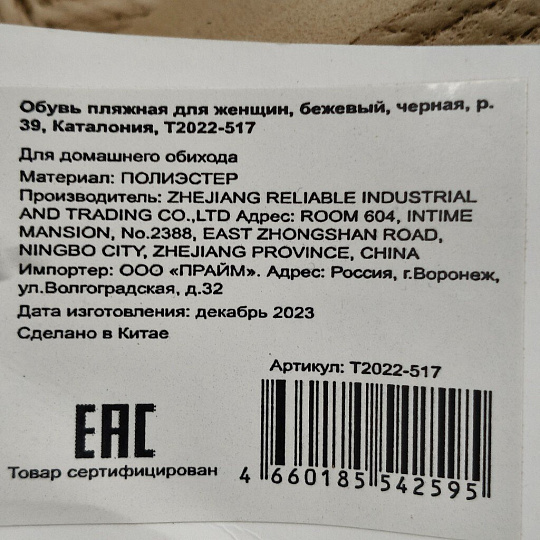 Обувь пляжная для женщин, бежевый, черная, р.
39, Каталония, T2022-517
Для домашнего обихода
Материал: ПОЛИЭСТЕР
Производитель: ZHEJIANG RELIABLE INDUSTRIAL
AND TRADING CO.,LTD Адрес: ROOM 604, INTIME
MANSION, No.2388, EAST ZHONGSHAN ROAD,
NINGBO CITY, ZHEJIANG PROVINCE, CHINA
Импортер: ООО «ПРАЙМ». Адрес: Россия, г.Воронеж,
ул.Волгоградская, д.32
Дата изготовления: декабрь 2023
Сделано в Китае
Артикул: T2022-517
EAC
Товар сертифицирован
4 660185 542595